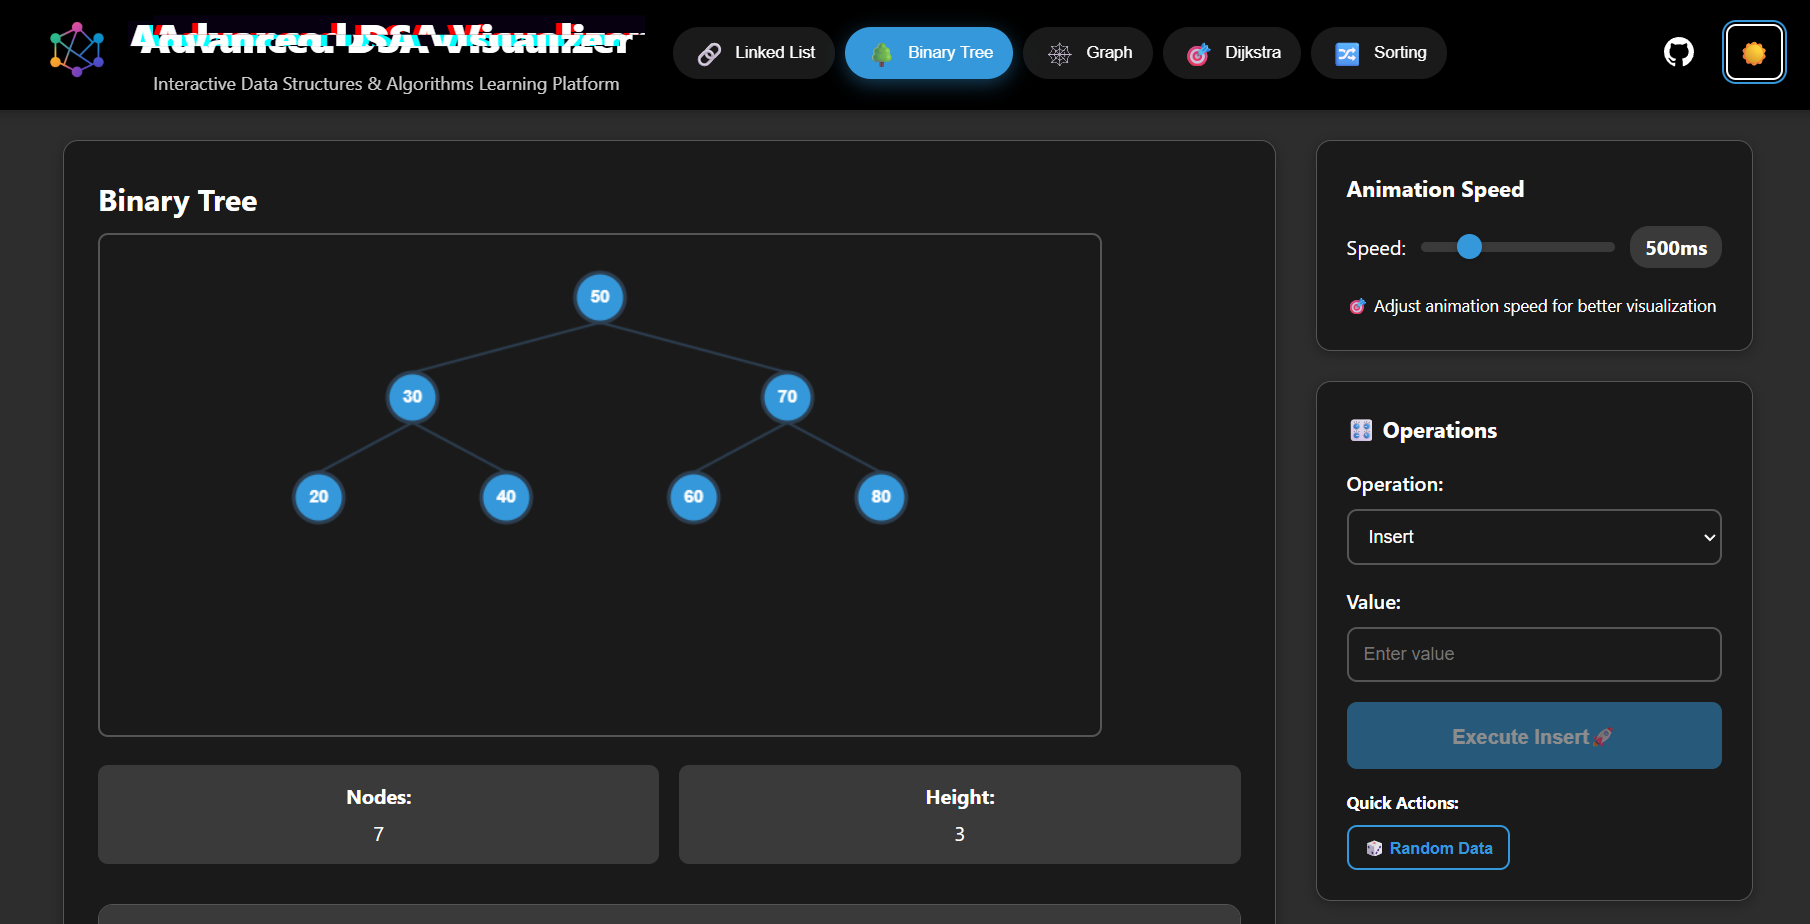 Advanced DSA Visualizer
Interactive Data Structures & Algorithms Learning Platform
Linked List
Binary Tree
Graph
Dijkstra
Sorting
Binary Tree
50
30
70
20
40
60
80
Nodes:
7
Height:
3
Animation Speed
Speed:
500ms
Adjust animation speed for better visualization
Operations
Operation:
Insert
Value:
Enter value
Execute Insert
Quick Actions:
Random Data